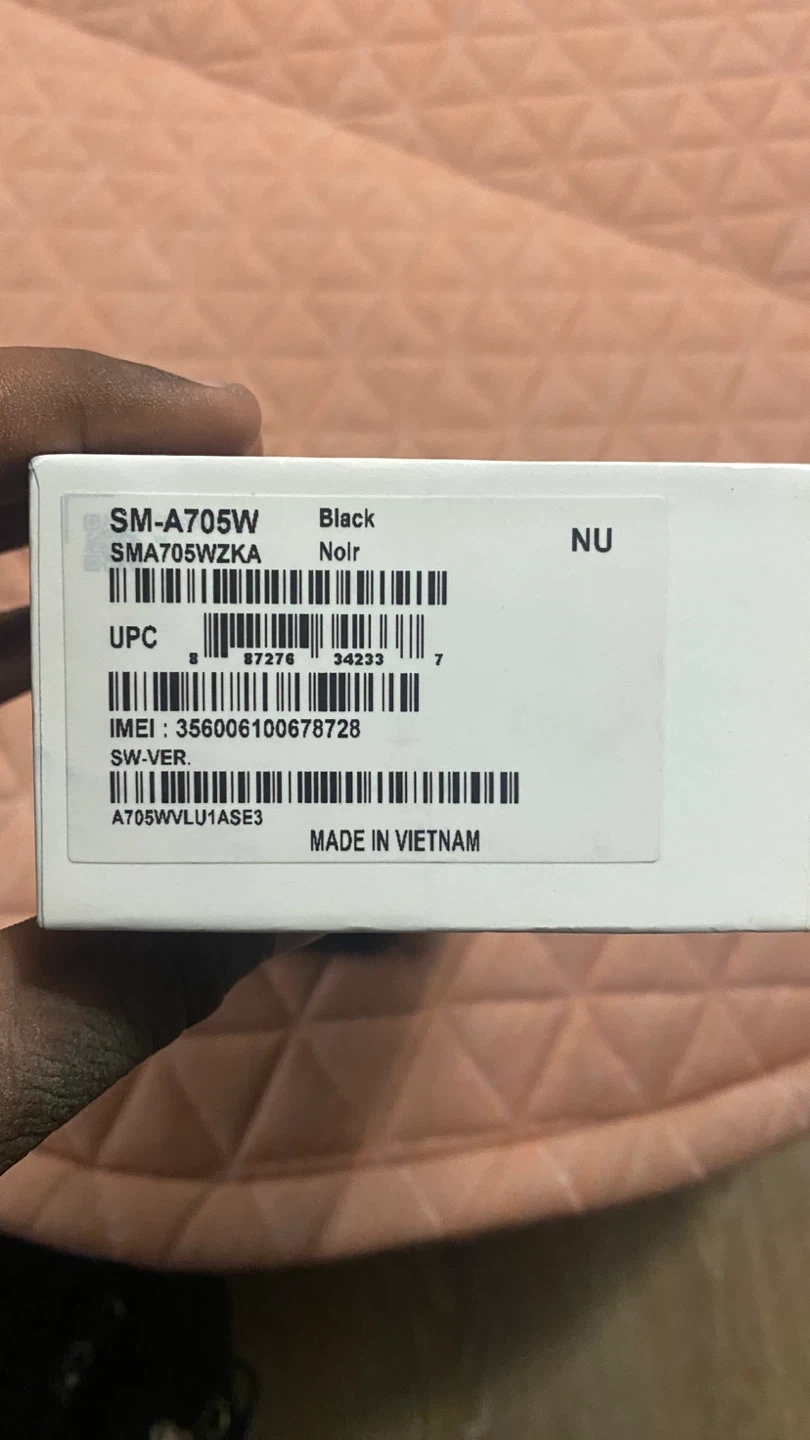 SM-A705W Black
SMA705WZKA Noir
NU
UPC
8 87276 34233 7
IMEI : 356006100678728
SW-VER.
A705WVLU1ASE3
MADE IN VIETNAM